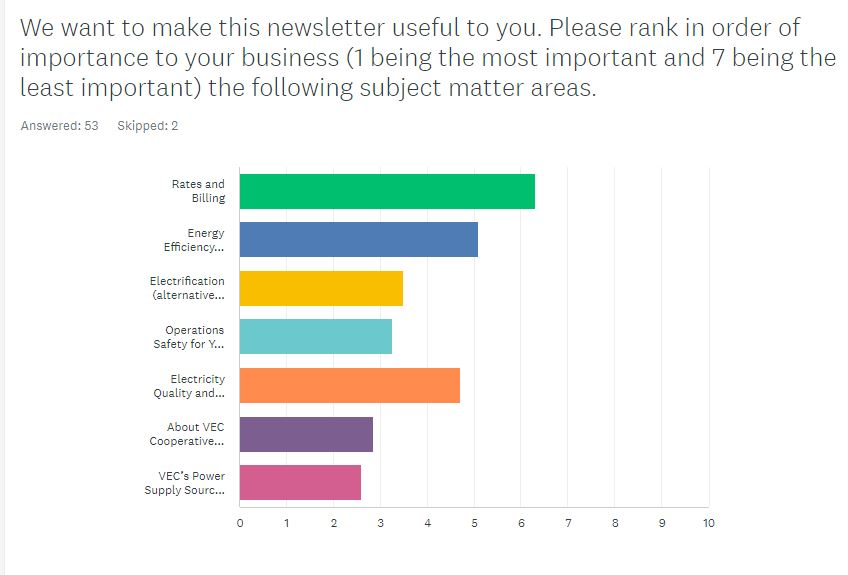 We want to make this newsletter useful to you. Please rank in order of
importance to your business (1 being the most important and 7 being the
least important) the following subject matter areas.
Answered: 53 Skipped: 2
Rates and
Billing
Energy
Efficiency...
Electrification
(alternative...
Operations
Safety for Y...
Electricity
Quality and...
About VEC
Cooperative...
VEC's Power
Supply Sourc...
0 1 2 3 4 5 6 7 8 9 10